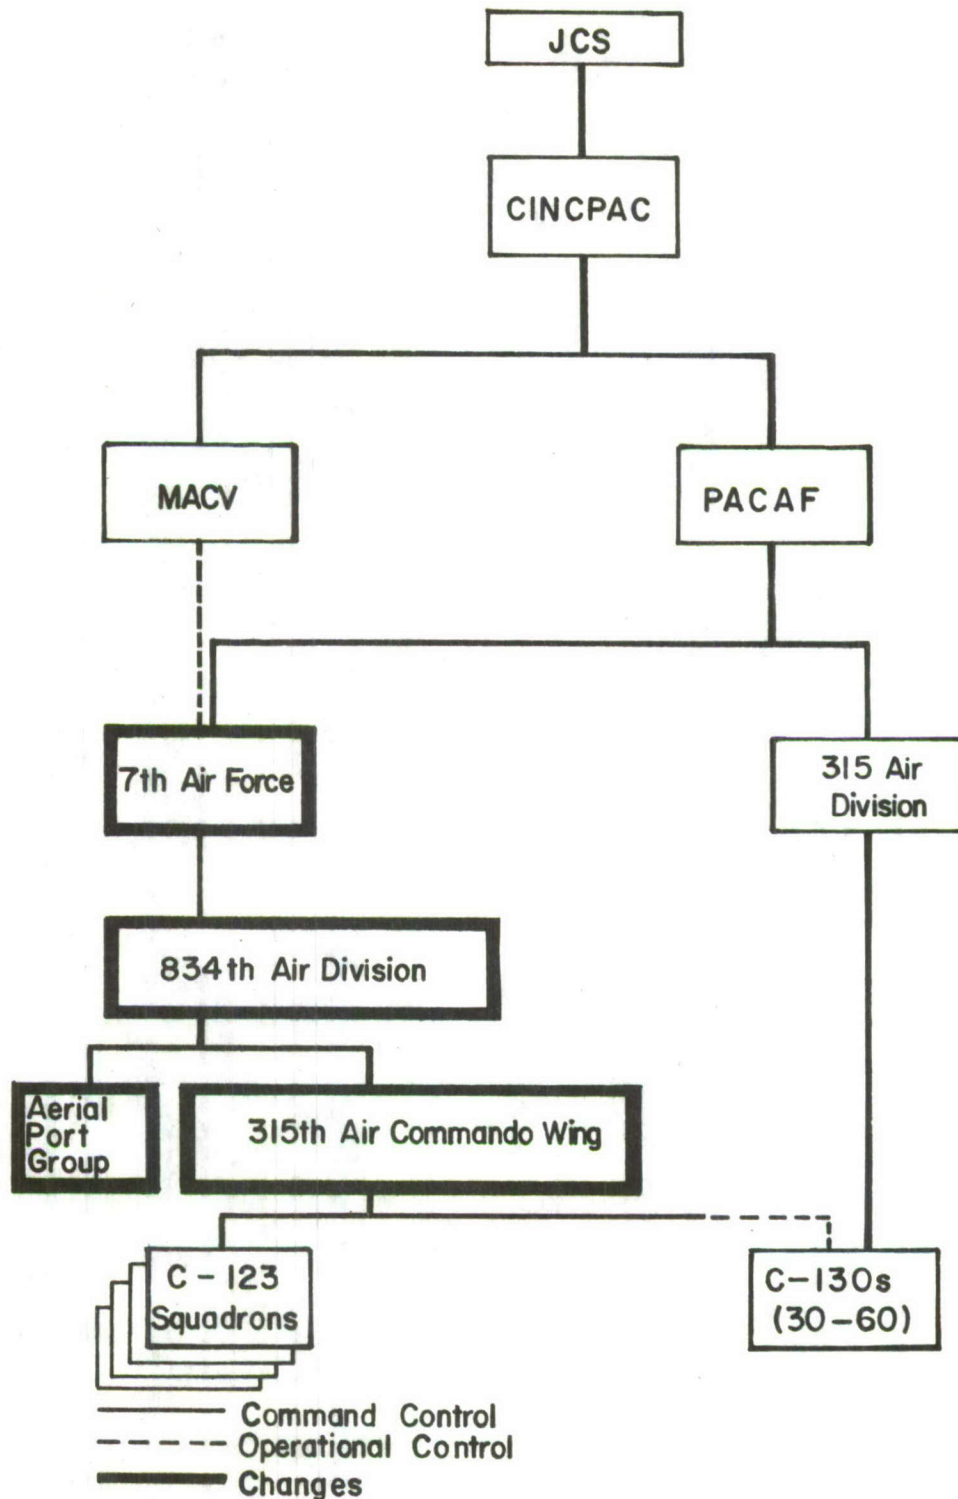 JCS
CINCPAC
MACV
PACAF
7th Air Force
315 Air
Division
834th Air Division
Aerial
Port
Group
315th Air Commando Wing
C-123
Squadrons
C-130s
(30-60)
Command Control
Operational Control
Changes